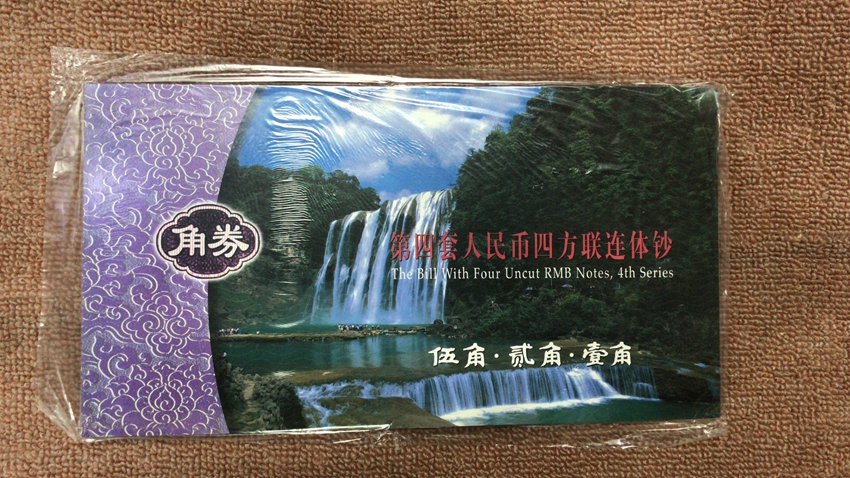 角券
第四套人民币四方联连体钞
The Bill With Four Uncut RMB Notes, 4th Series
伍角·贰角·壹角